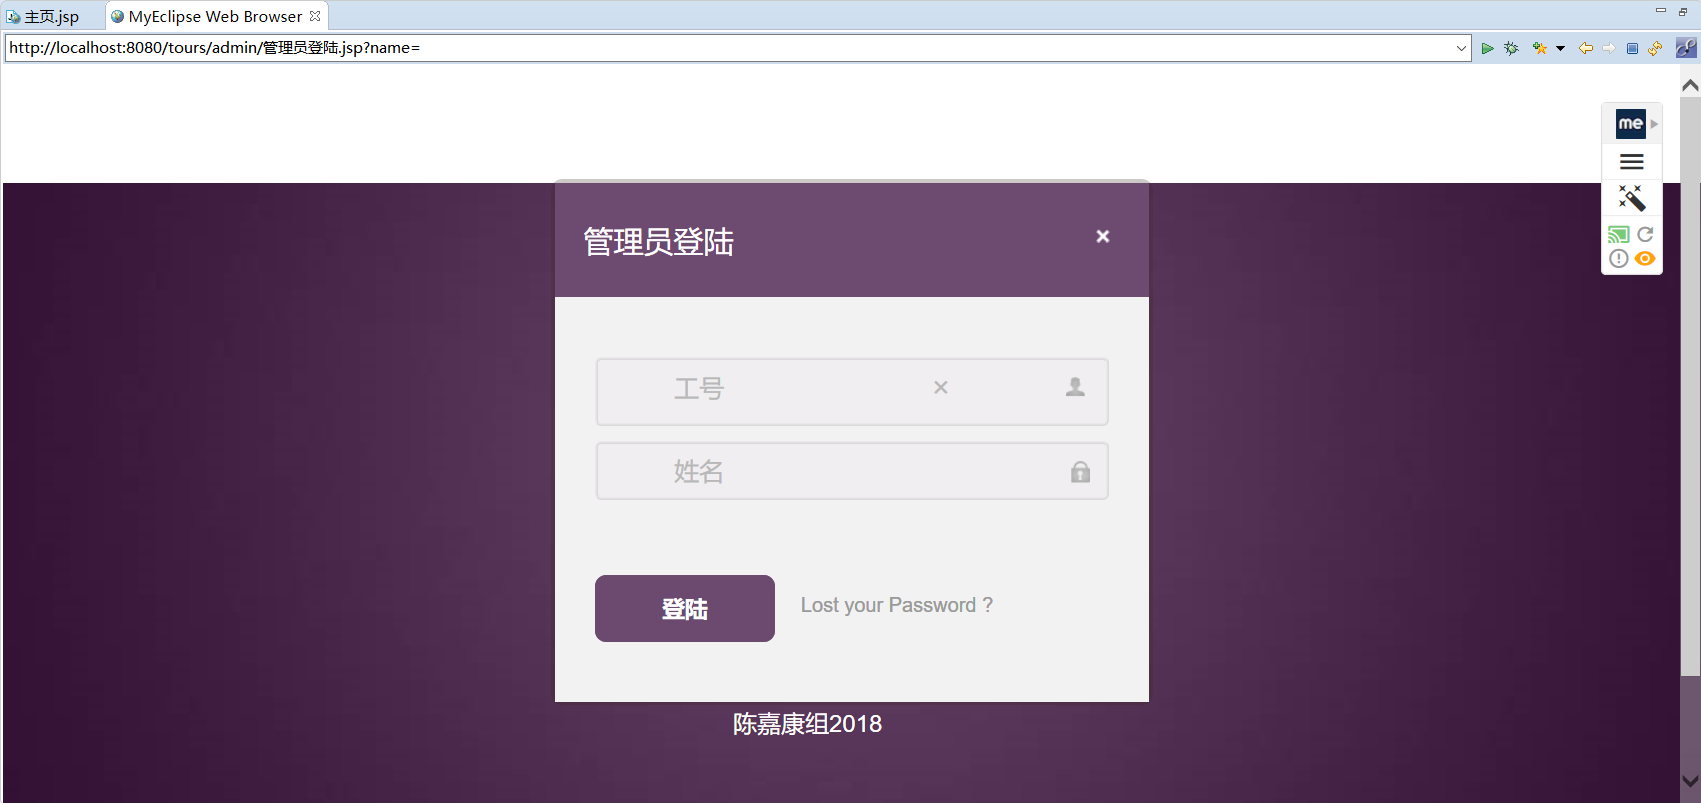 主页.jsp
MyEclipse Web Browser
http://localhost:8080/tours/admin/管理员登陆.jsp?name=
me
管理员登陆
工号
姓名
登陆
Lost your Password ?
陈嘉康组2018